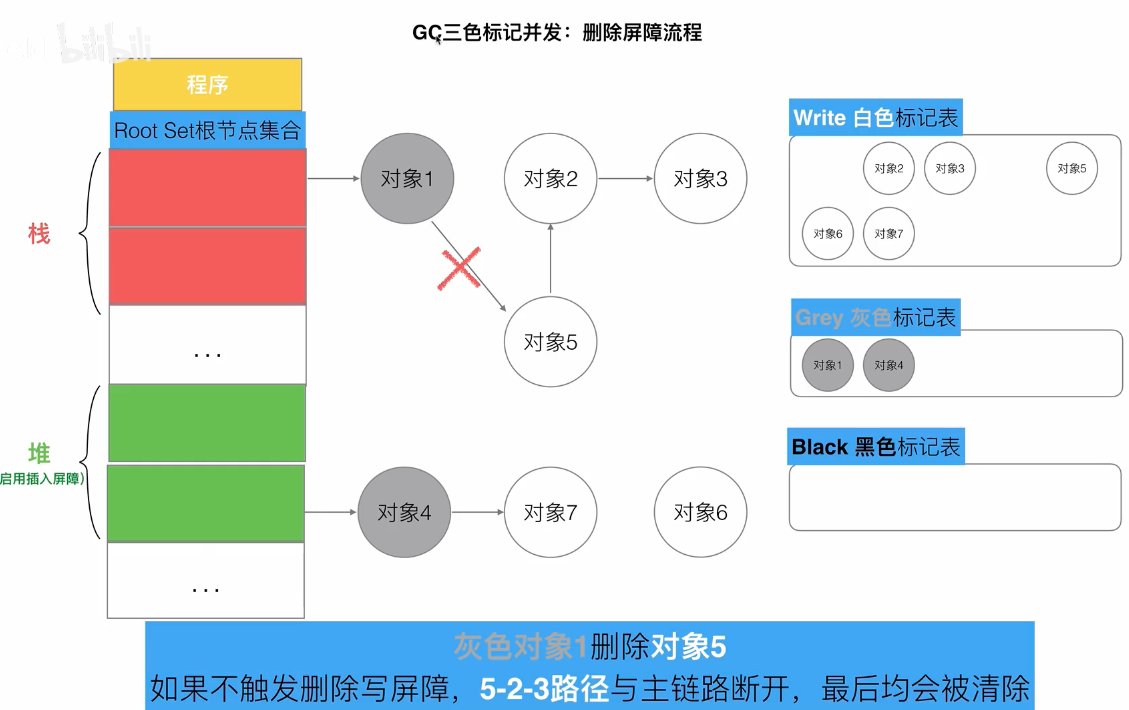 GC三色标记并发：删除屏障流程
bilibili
程序
Root Set根节点集合
栈
...
堆
启用插入屏障）
...
对象1
对象2
对象3
对象5
对象4
对象7
对象6
Write 白色标记表
对象2
对象3
对象5
对象6
对象7
Grey 灰色标记表
对象1
对象4
Black 黑色标记表
灰色对象1删除对象5
如果不触发删除写屏障，5-2-3路径与主链路断开，最后均会被清除